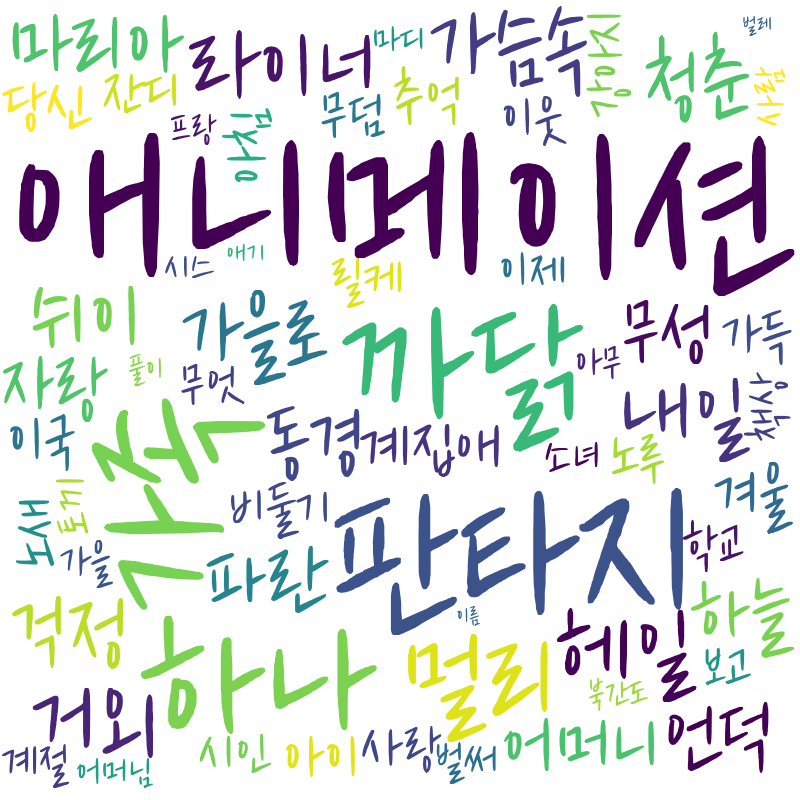 마리아
라이너
마디
가슴속
강아지
청춘
벌레
당신
잔디
프랑
아침
무덤
추억
이웃
사람
애니메이션
시스
애기
릴케
이제
쉬이
가을로
까닭
무성
가득
자랑
풀이
무엇
아무
내일
책상
이국
가족
동경
계집애
소녀
노루
노새
토끼
가을
비둘기
파란
판타지
겨울
학교
걱정
하나
이름
멀리
헤일
하늘
거외
북간도
보고
계절
어머님
시인
아이
사랑
벌써
어머니
언덕